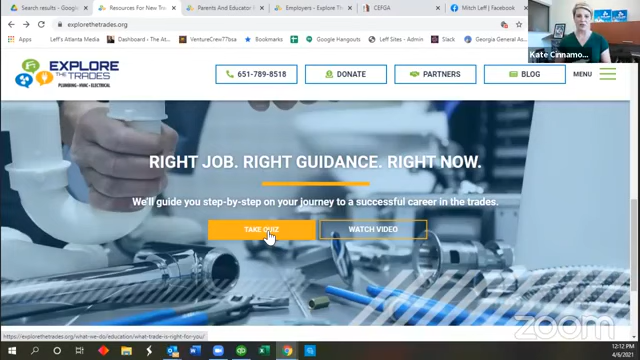 Search results - Goog
Resources For New Trad
Parents And Educator
Employers – Explore Th
CEFGA
Mitch Leff | Facebook
explorethetrades.org
Apps
Leff's Atlanta Media
Dashboard - The At
VentureCrew77bsa
Google Hangouts
Leff Sites - Admin
Slack
Georgia General As
Kate Cinnamo...
EXPLORE
THE TRADES
PLUMBING • HVAC • ELECTRICAL
651-789-8518
DONATE
PARTNERS
BLOG
MENU
RIGHT JOB. RIGHT GUIDANCE. RIGHT NOW.
We'll guide you step-by-step on your journey to a successful career in the trades.
TAKE QUIZ
WATCH VIDEO
zoom
https://explorethetrades.org/what-we-do/education/what-trade-is-right-for-you/
12:12 PM
4/6/2021